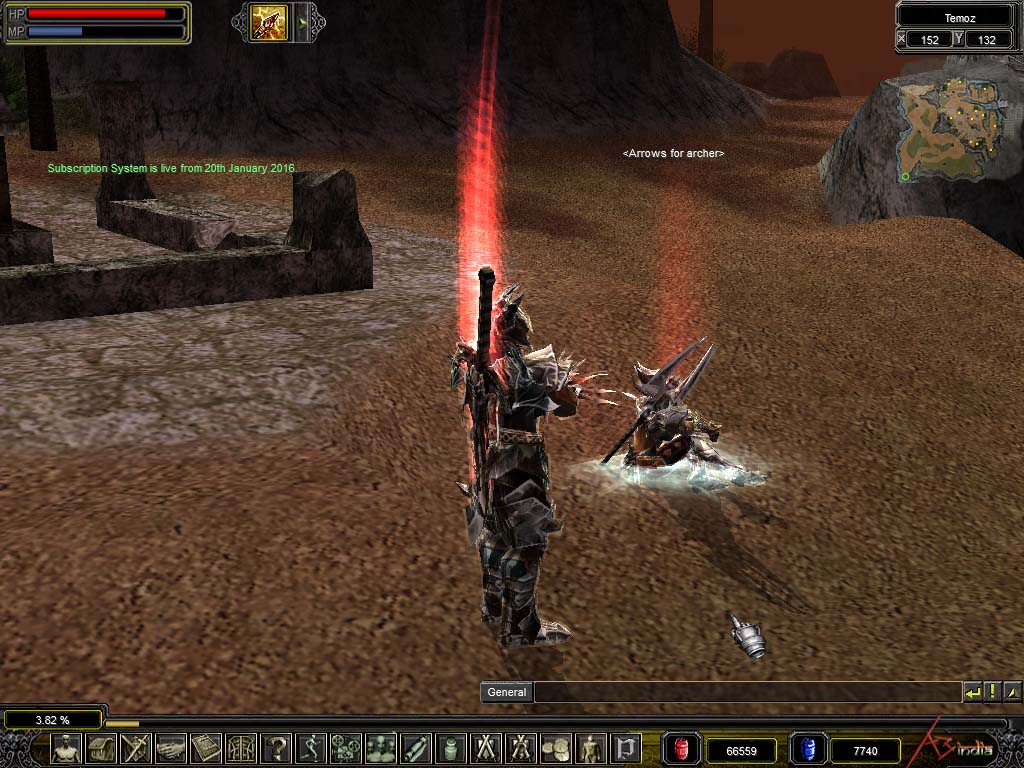 HP
MP
Temoz
X 152 Y 132
<Arrows for archer>
Subscription System is live from 20th January 2016.
General
3.82 %
66559
7740
A3 india